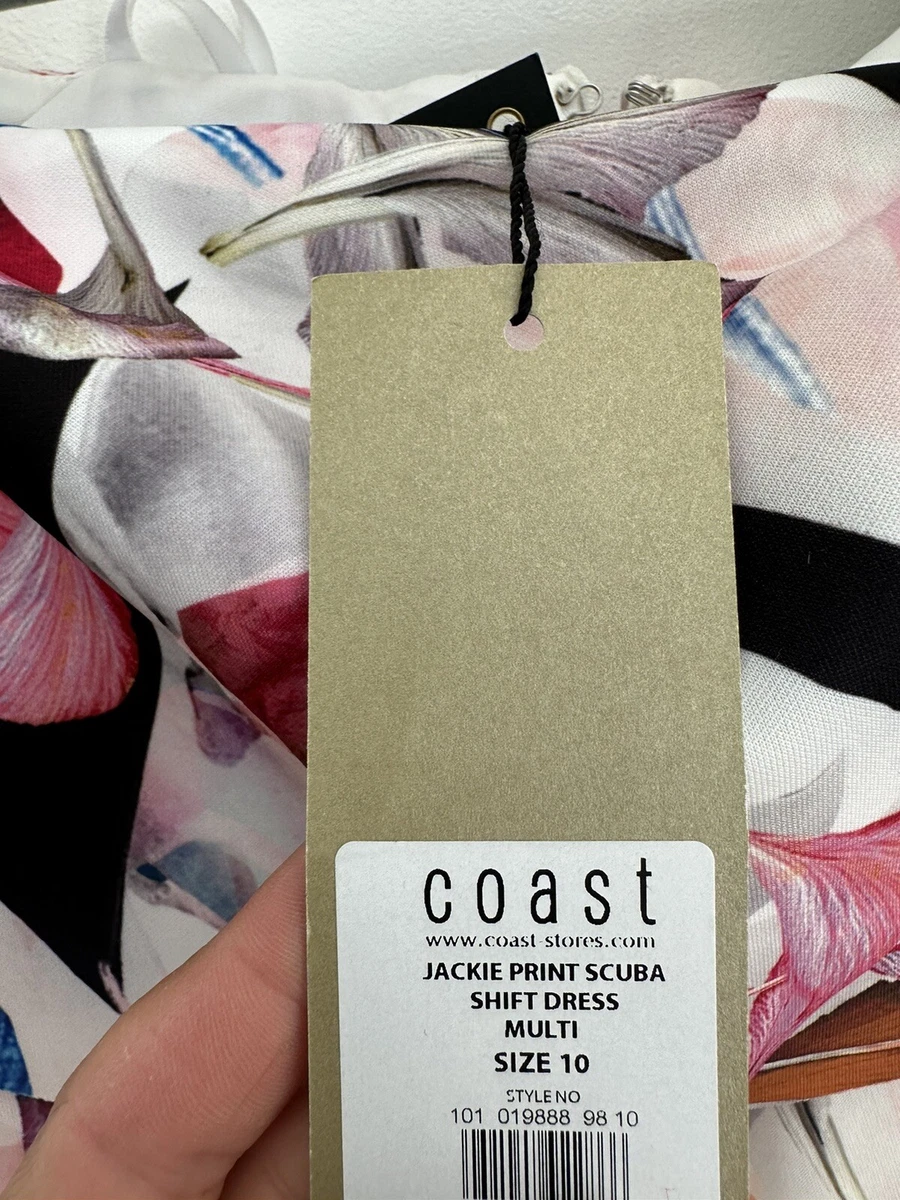 coast
www.coast-stores.com
JACKIE PRINT SCUBA
SHIFT DRESS
MULTI
SIZE 10
STYLE NO
101 019888 98 10